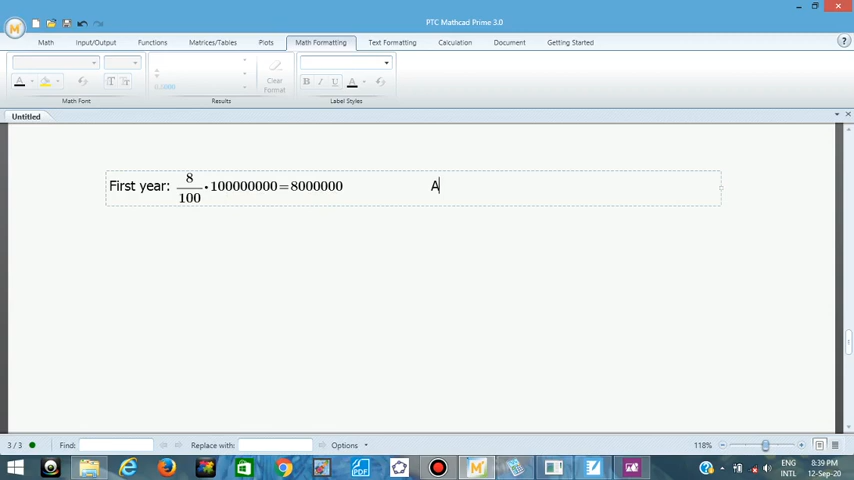 PTC Mathcad Prime 3.0
Math Input/Output Functions Matrices/Tables Plots Math Formatting Text Formatting Calculation Document Getting Started
0.0000
Clear Format
B I U A
Math Font Results Label Styles
Untitled
First year: 8/100·100000000=8000000 A
3 / 3 Find: Replace with: Options 118%
ENG 8:39 PM
INTL 12-Sep-20